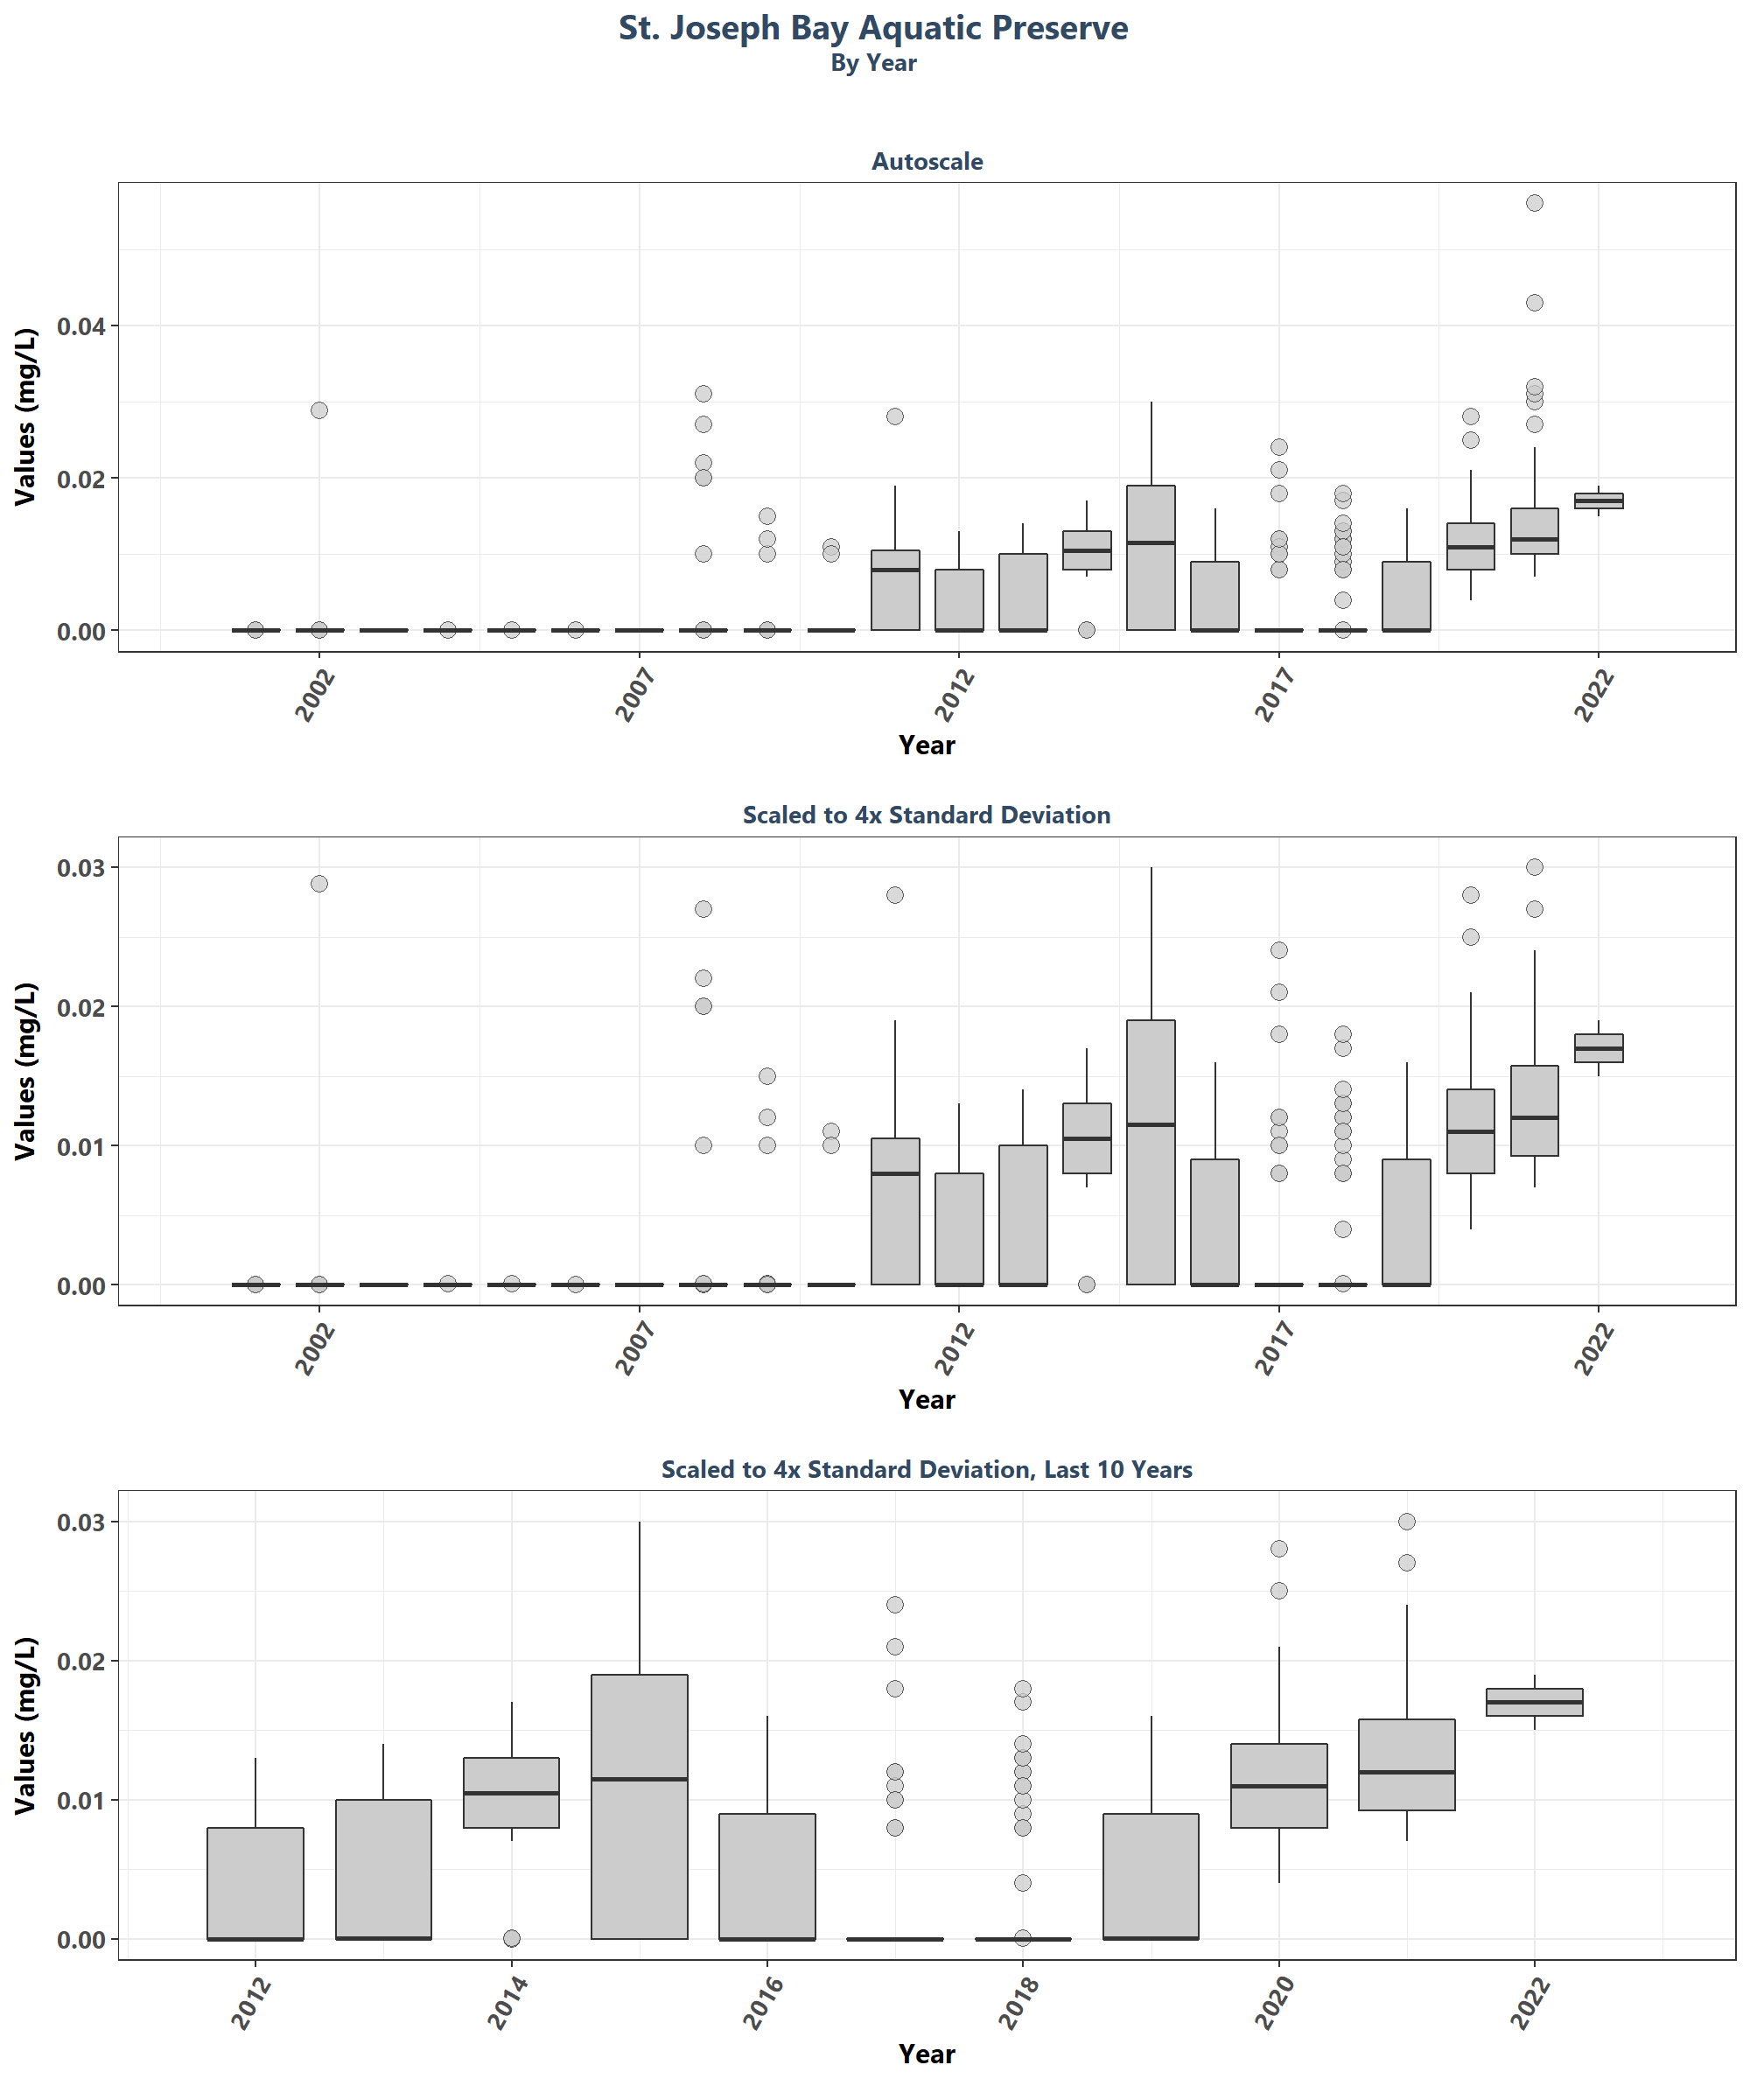 St. Joseph Bay Aquatic Preserve
By Year
Autoscale
Values (mg/L)
0.04
0.02
0.00
2002 2007 2012 2017 2022
Year
Scaled to 4x Standard Deviation
Values (mg/L)
0.03
0.02
0.01
0.00
2002 2007 2012 2017 2022
Year
Scaled to 4x Standard Deviation, Last 10 Years
Values (mg/L)
0.03
0.02
0.01
0.00
2012 2014 2016 2018 2020 2022
Year